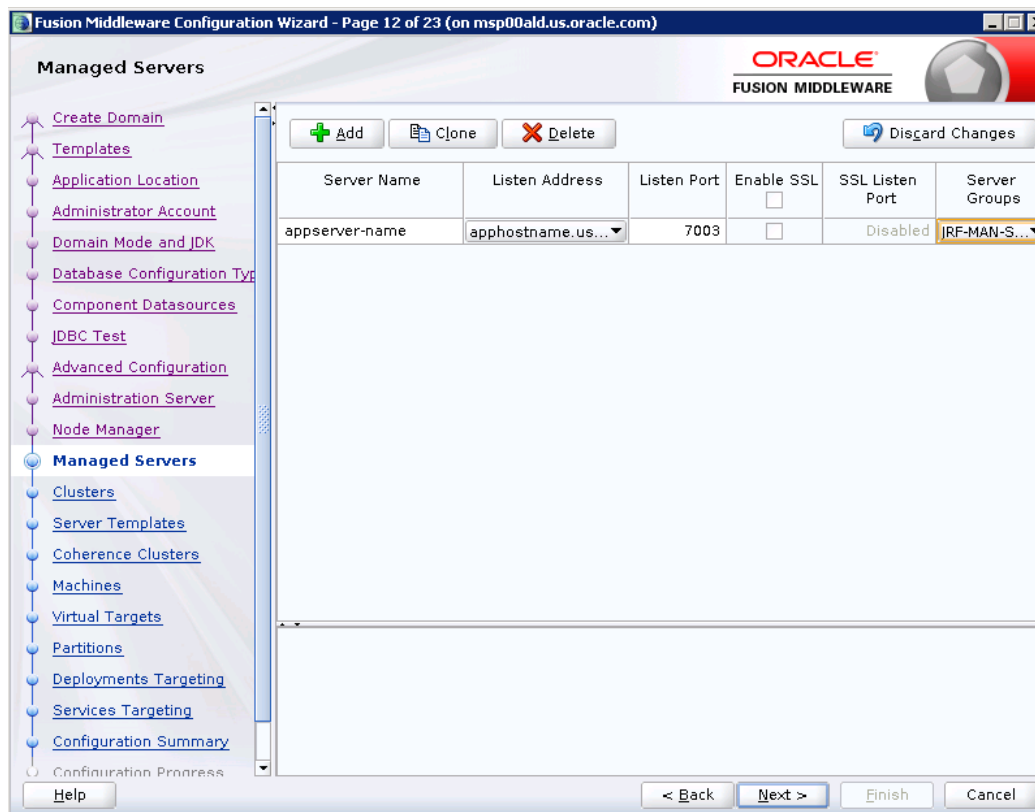 Fusion Middleware Configuration Wizard - Page 12 of 23 (on msp00ald.us.oracle.com)
Managed Servers
ORACLE
FUSION MIDDLEWARE
Create Domain
Templates
Application Location
Administrator Account
Domain Mode and JDK
Database Configuration Typ
Component Datasources
JDBC Test
Advanced Configuration
Administration Server
Node Manager
Managed Servers
Clusters
Server Templates
Coherence Clusters
Machines
Virtual Targets
Partitions
Deployments Targeting
Services Targeting
Configuration Summary
Configuration Progress
Add Clone Delete Discard Changes
Server Name Listen Address Listen Port Enable SSL SSL Listen Port Server Groups
appserver-name apphostname.us... 7003 Disabled JRF-MAN-S...
Help < Back Next > Finish Cancel